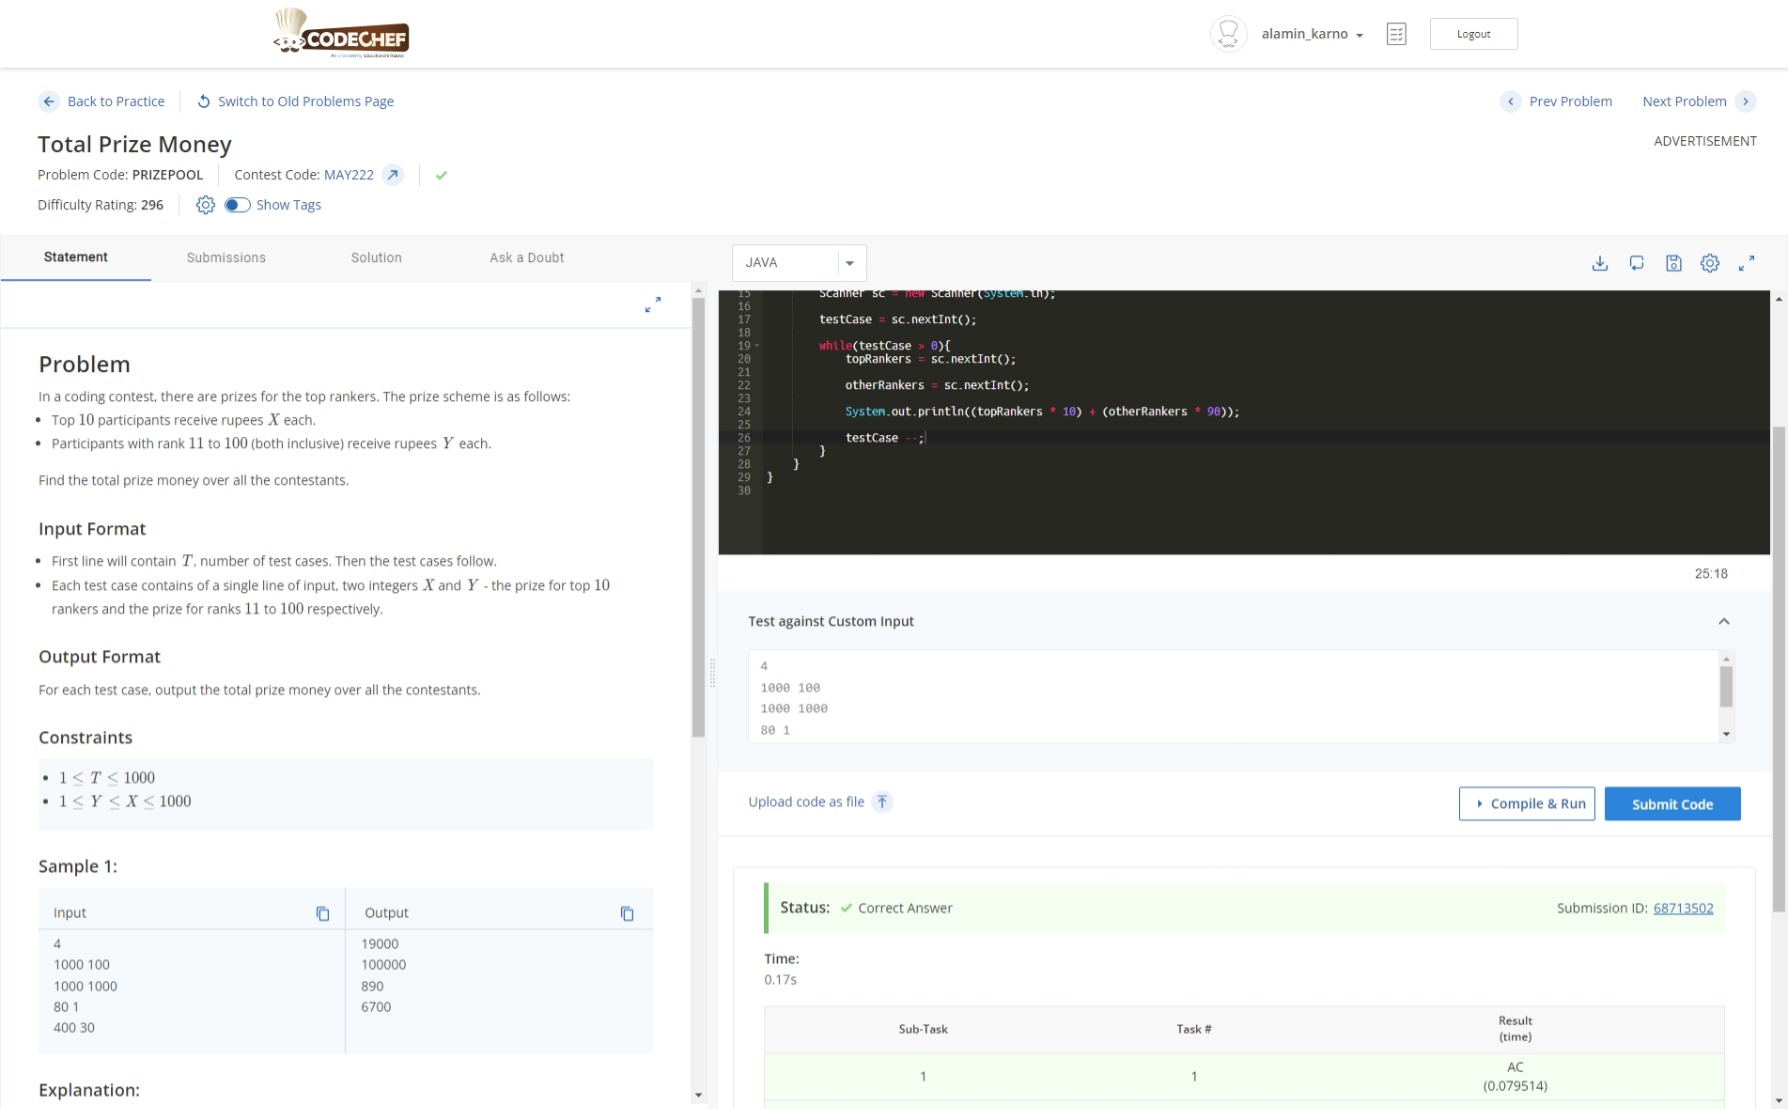 CODECHEF
alamin_karno
Logout
Back to Practice
Switch to Old Problems Page
Prev Problem
Next Problem
Total Prize Money
ADVERTISEMENT
Problem Code: PRIZEPOOL
Contest Code: MAY222
Difficulty Rating: 296
Show Tags
Statement
Submissions
Solution
Ask a Doubt
Problem
In a coding contest, there are prizes for the top rankers. The prize scheme is as follows:
• Top 10 participants receive rupees X each.
• Participants with rank 11 to 100 (both inclusive) receive rupees Y each.
Find the total prize money over all the contestants.
Input Format
• First line will contain T, number of test cases. Then the test cases follow.
• Each test case contains of a single line of input, two integers X and Y - the prize for top 10
rankers and the prize for ranks 11 to 100 respectively.
Output Format
For each test case, output the total prize money over all the contestants.
Constraints
• 1 ≤ T ≤ 1000
• 1 ≤ Y ≤ X ≤ 1000
Sample 1:
Input
4
1000 100
1000 1000
80 1
400 30
Output
19000
100000
890
6700
Explanation:
JAVA
15 Scanner sc = new Scanner(System.in);
16
17 testCase = sc.nextInt();
18
19 while(testCase > 0){
20 topRankers = sc.nextInt();
21
22 otherRankers = sc.nextInt();
23
24 System.out.println((topRankers * 10) + (otherRankers * 90));
25
26 testCase --;
27 }
28 }
29 }
30
25:18
Test against Custom Input
4
1000 100
1000 1000
80 1
Upload code as file
Compile & Run
Submit Code
Status: Correct Answer
Submission ID: 68713502
Time:
0.17s
Sub-Task
Task #
Result
(time)
1
1
AC
(0.079514)